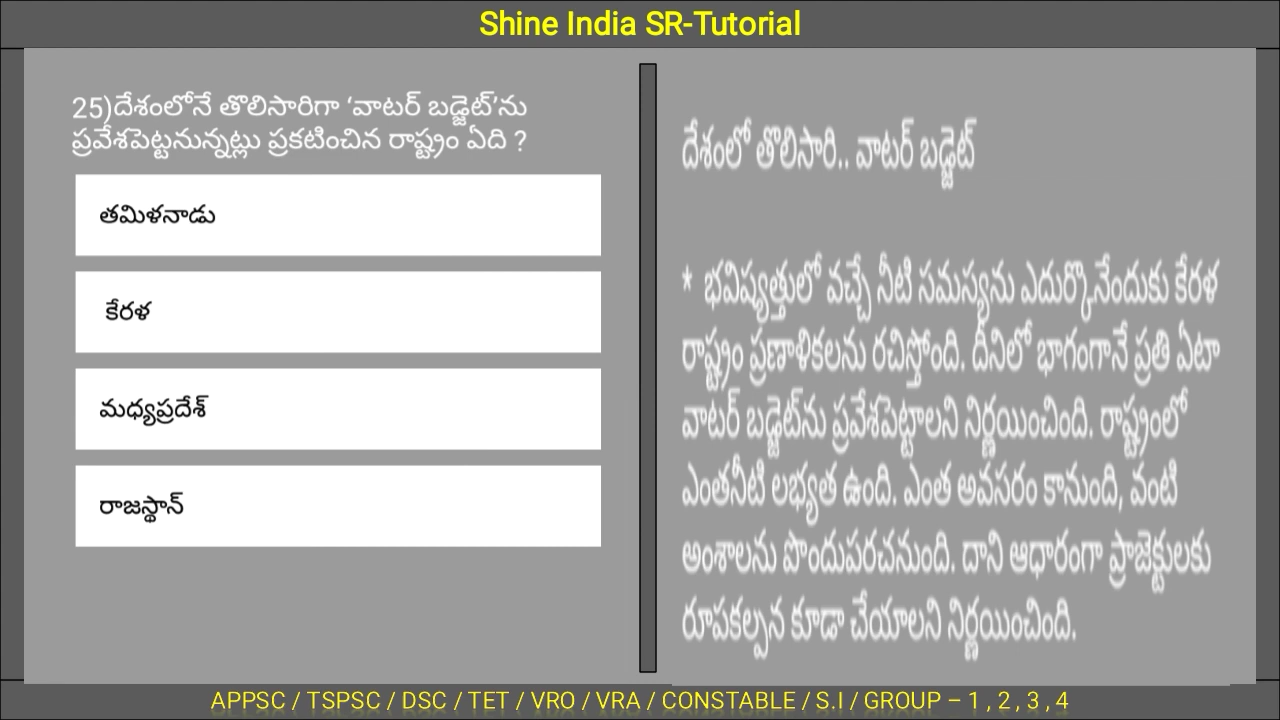 Shine India SR-Tutorial
25)దేశంలోనే తొలిసారిగా ‘వాటర్ బడ్జెట్’ను
ప్రవేశపెట్టనున్నట్లు ప్రకటించిన రాష్ట్రం ఏది ?
తమిళనాడు
కేరళ
మధ్యప్రదేశ్
రాజస్థాన్
దేశంలో తొలిసారి.. వాటర్ బడ్జెట్
* భవిష్యత్తులో వచ్చే నీటి సమస్యను ఎదుర్కొనేందుకు కేరళ
రాష్ట్రం ప్రణాళికలను రచిస్తోంది. దీనిలో భాగంగానే ప్రతి ఏటా
వాటర్ బడ్జెట్‌ను ప్రవేశపెట్టాలని నిర్ణయించింది. రాష్ట్రంలో
ఎంతనీటి లభ్యత ఉంది. ఎంత అవసరం కానుంది, వంటి
అంశాలను పొందుపరచనుంది. దాని ఆధారంగా ప్రాజెక్టులకు
రూపకల్పన కూడా చేయాలని నిర్ణయించింది.
APPSC / TSPSC / DSC / TET / VRO / VRA / CONSTABLE / S.I / GROUP – 1 , 2 , 3 , 4